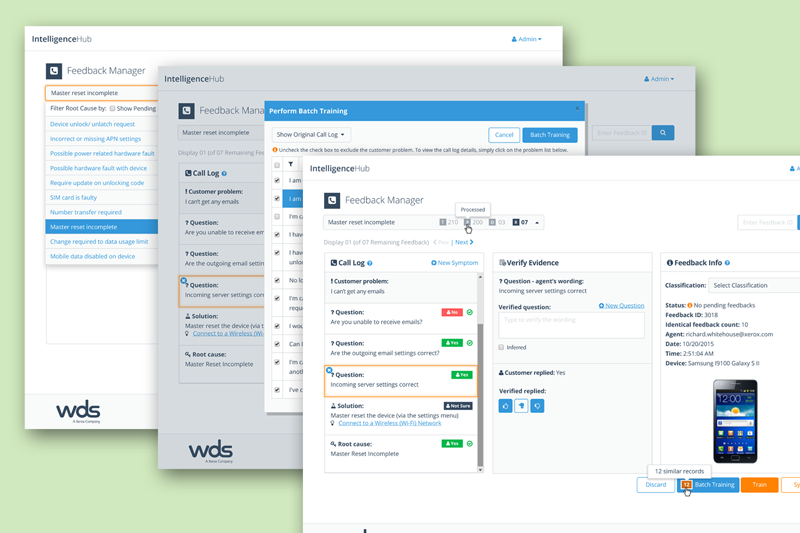 IntelligenceHub
Admin
Feedback Manager
Master reset incomplete
Filter Root Cause by: Show Pending
Device unlock/ unlatch request
Incorrect or missing APN settings
Possible power related hardware fault
Possible hardware fault with device
Require update on unlocking code
SIM card is faulty
Number transfer required
Master reset incomplete
Change required to data usage limit
Mobile data disabled on device
wds
A Xerox Company
IntelligenceHub
Admin
Feedback Mana
Master reset incomplete
Enter Feedback ID
Display 01 (of 07 Remaining Feed
Call Log
Customer problem:
I can't get any emails
Question:
Are you unable to receive em
Question:
Are the outgoing email settin
Question:
Incoming server settings corr
Solution:
Master reset the device (via t
Connect to a Wireless (Wi-
Root cause:
Master Reset Incomplete
wds
A Xerox Company
Perform Batch Training
Show Original Call Log
Cancel
Batch Training
Uncheck the check box to exclude the customer problem. To view the call log details, simply click on the problem list below.
I am
I am
I'm c
I have
I have
unloc
No lo
I'm ca
reque
I wou
Can I
I'm ca
anoth
I've c
IntelligenceHub
Feedback Manager
Processed
Master reset incomplete
210
200
03
07
Enter Feedback ID
Display 01 (of 07 Remaining Feedback) < Prev | Next >
Call Log
New Symptom
Customer problem:
I can't get any emails
? Question:
No
Are you unable to receive emails?
? Question:
Yes
Are the outgoing email settings correct?
? Question:
Yes
Incoming server settings correct
Solution:
Not Sure
Master reset the device (via the settings menu)
Connect to a Wireless (Wi-Fi) Network
Root cause:
Yes
Master Reset Incomplete
Verify Evidence
? Question - agent's wording:
Incoming server settings correct
Verified question:
New Question
Type to verify the wording
Inferred
Customer replied: Yes
Verified replied:
Feedback Info
Classification: Select Classification
Status: No pending feedbacks
Feedback ID: 3018
Identical feedback count: 10
Agent: richard.whitehouse@xerox.com
Date: 10/20/2015
Time: 2:51:04 AM
Device: Samsung I9100 Galaxy S II
12 similar records
Discard
12 Batch Training
Train
Sy